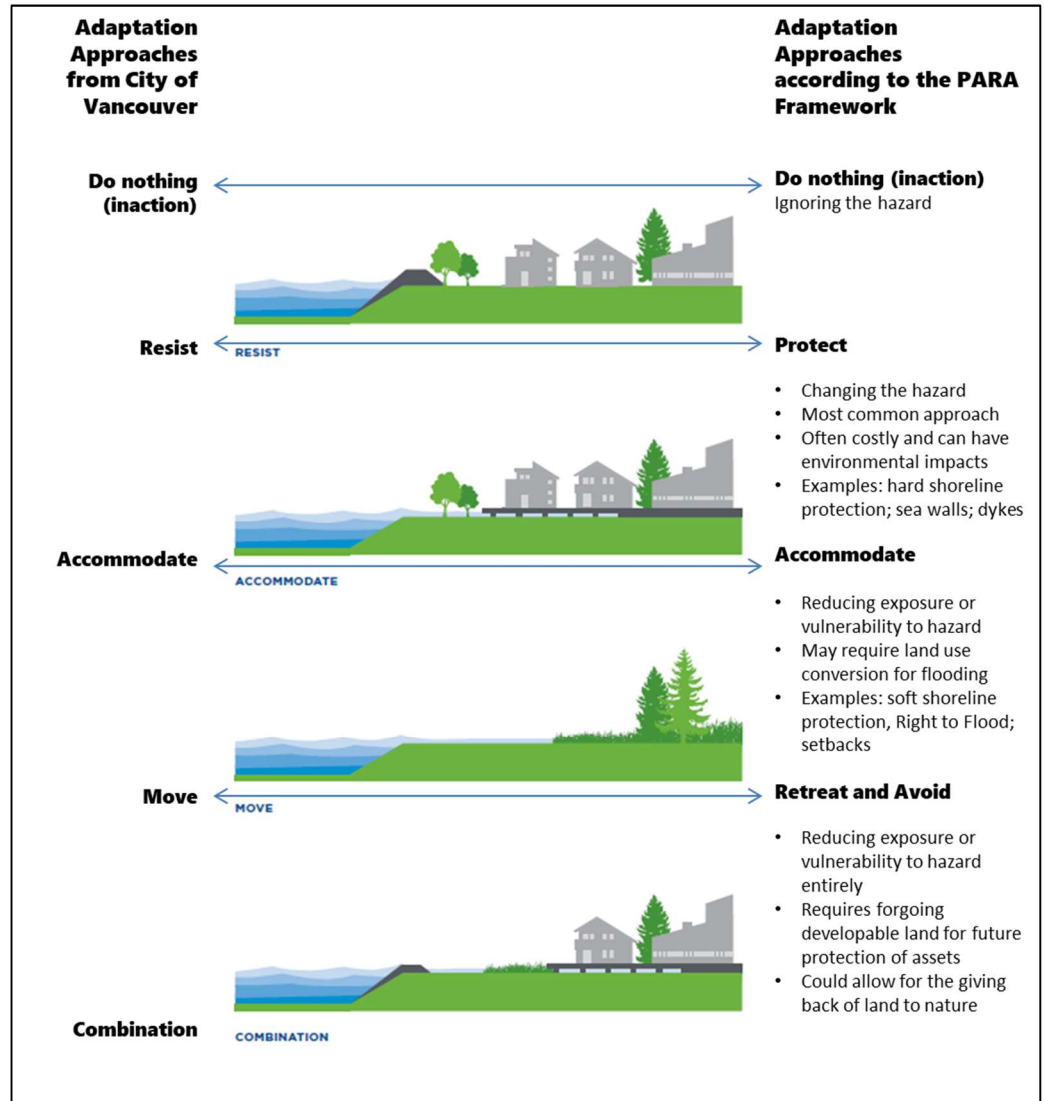 Adaptation
Approaches
from City of
Vancouver
Adaptation
Approaches
according to the PARA
Framework
Do nothing
(inaction)
Do nothing (inaction)
Ignoring the hazard
Resist
RESIST
Protect
• Changing the hazard
• Most common approach
• Often costly and can have
environmental impacts
• Examples: hard shoreline
protection; sea walls; dykes
Accommodate
ACCOMMODATE
Accommodate
• Reducing exposure or
vulnerability to hazard
• May require land use
conversion for flooding
• Examples: soft shoreline
protection, Right to Flood;
setbacks
Move
MOVE
Retreat and Avoid
• Reducing exposure or
vulnerability to hazard
entirely
• Requires forgoing
developable land for future
protection of assets
• Could allow for the giving
back of land to nature
Combination
COMBINATION